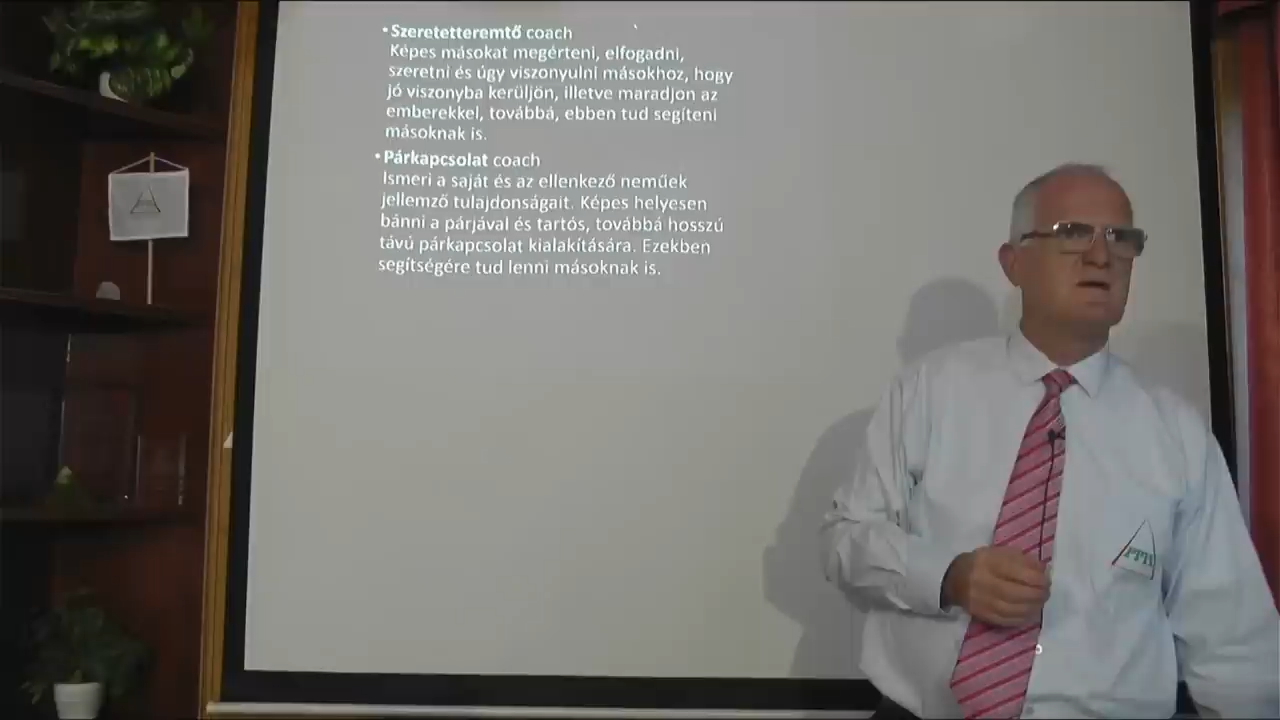 • Szeretetteremtő coach
Képes másokat megérteni, elfogadni,
szeretni és úgy viszonyulni másokhoz, hogy
jó viszonyba kerüljön, illetve maradjon az
emberekkel, továbbá, ebben tud segíteni
másoknak is.
• Párkapcsolat coach
Ismeri a saját és az ellenkező neműek
jellemző tulajdonságait. Képes helyesen
bánni a párjával és tartós, továbbá hosszú
távú párkapcsolat kialakítására. Ezekben
segítségére tud lenni másoknak is.